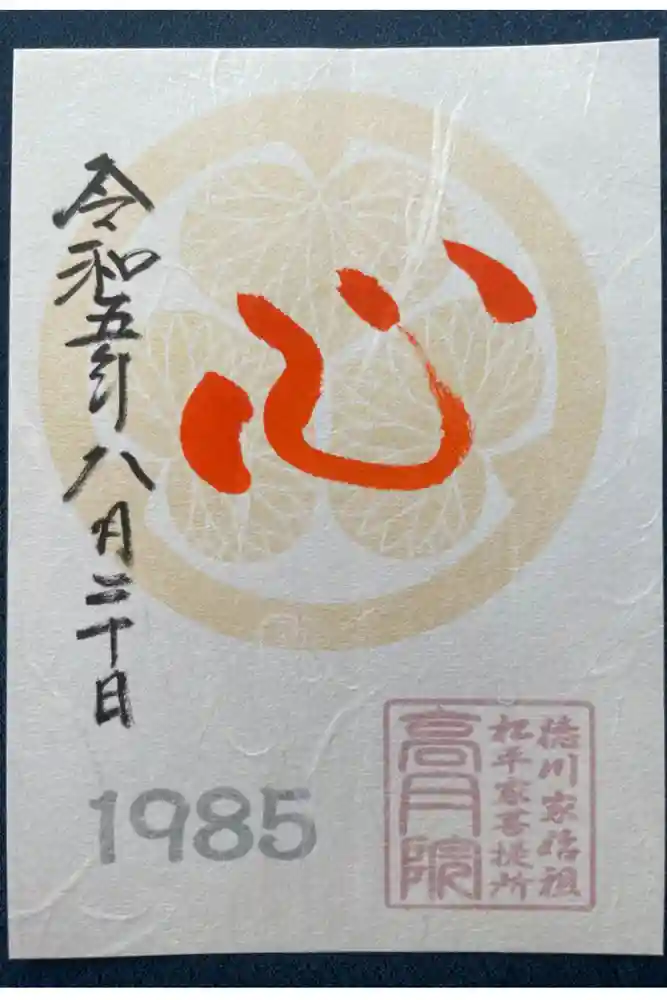 心
令和五年八月二十日
1985
徳川家始祖
松平家菩提所
高月院